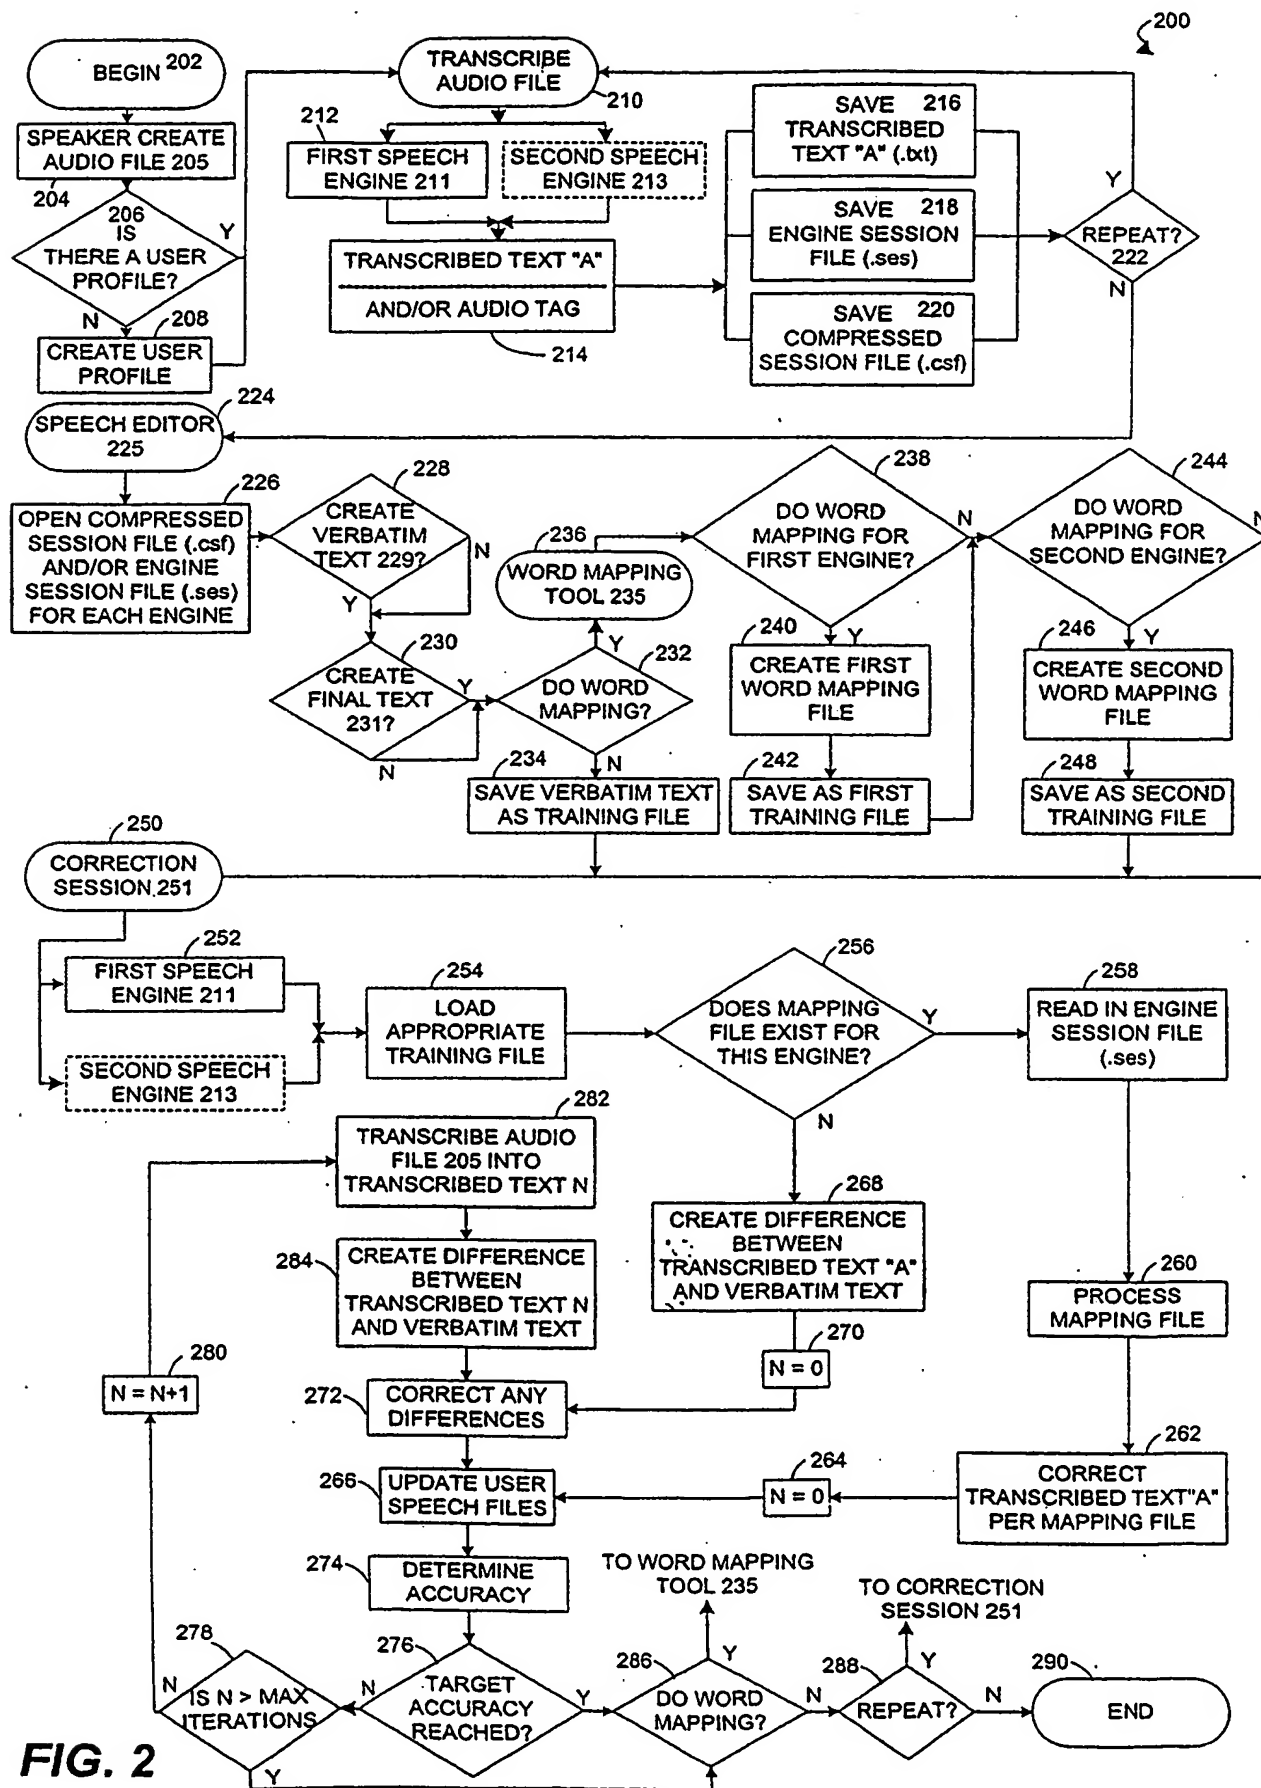 200
BEGIN 202
SPEAKER CREATE
AUDIO FILE 205
204
206
IS
THERE A USER
PROFILE?
Y
N
208
CREATE USER
PROFILE
TRANSCRIBE
AUDIO FILE
210
212
FIRST SPEECH
ENGINE 211
SECOND SPEECH
ENGINE 213
TRANSCRIBED TEXT "A"
AND/OR AUDIO TAG
214
SAVE 216
TRANSCRIBED
TEXT "A" (.txt)
SAVE 218
ENGINE SESSION
FILE (.ses)
SAVE 220
COMPRESSED
SESSION FILE (.csf)
Y
REPEAT?
222
N
224
SPEECH EDITOR
225
226
OPEN COMPRESSED
SESSION FILE (.csf)
AND/OR ENGINE
SESSION FILE (.ses)
FOR EACH ENGINE
228
CREATE
VERBATIM
TEXT 229?
N
Y
230
CREATE
FINAL TEXT
231?
Y
N
232
DO WORD
MAPPING?
Y
N
234
SAVE VERBATIM TEXT
AS TRAINING FILE
236
WORD MAPPING
TOOL 235
238
DO WORD
MAPPING FOR
FIRST ENGINE?
N
Y
240
CREATE FIRST
WORD MAPPING
FILE
242
SAVE AS FIRST
TRAINING FILE
244
DO WORD
MAPPING FOR
SECOND ENGINE?
N
Y
246
CREATE SECOND
WORD MAPPING
FILE
248
SAVE AS SECOND
TRAINING FILE
250
CORRECTION
SESSION 251
252
FIRST SPEECH
ENGINE 211
SECOND SPEECH
ENGINE 213
254
LOAD
APPROPRIATE
TRAINING FILE
256
DOES MAPPING
FILE EXIST FOR
THIS ENGINE?
Y
N
258
READ IN ENGINE
SESSION FILE
(.ses)
260
PROCESS
MAPPING FILE
262
CORRECT
TRANSCRIBED TEXT"A"
PER MAPPING FILE
264
N = 0
268
CREATE DIFFERENCE
BETWEEN
TRANSCRIBED TEXT "A"
AND VERBATIM TEXT
270
N = 0
282
TRANSCRIBE AUDIO
FILE 205 INTO
TRANSCRIBED TEXT N
284
CREATE DIFFERENCE
BETWEEN
TRANSCRIBED TEXT N
AND VERBATIM TEXT
280
N = N+1
272
CORRECT ANY
DIFFERENCES
266
UPDATE USER
SPEECH FILES
274
DETERMINE
ACCURACY
276
TARGET
ACCURACY
REACHED?
N
Y
278
IS N > MAX
ITERATIONS
N
Y
TO WORD MAPPING
TOOL 235
286
DO WORD
MAPPING?
Y
N
TO CORRECTION
SESSION 251
288
REPEAT?
Y
N
290
END
FIG. 2